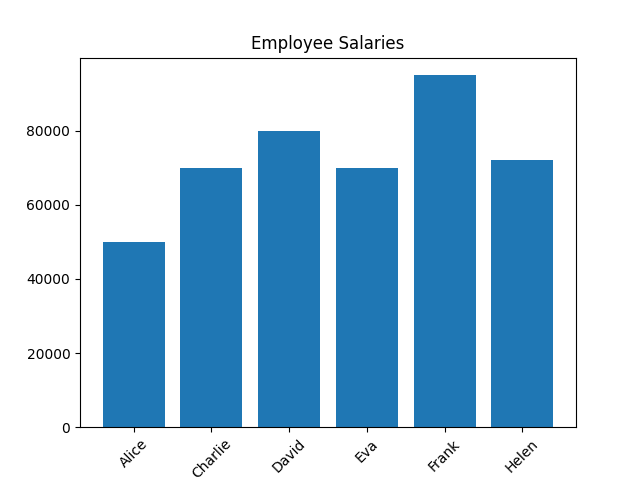 Employee Salaries
80000
60000
40000
20000
0
Alice
Charlie
David
Eva
Frank
Helen